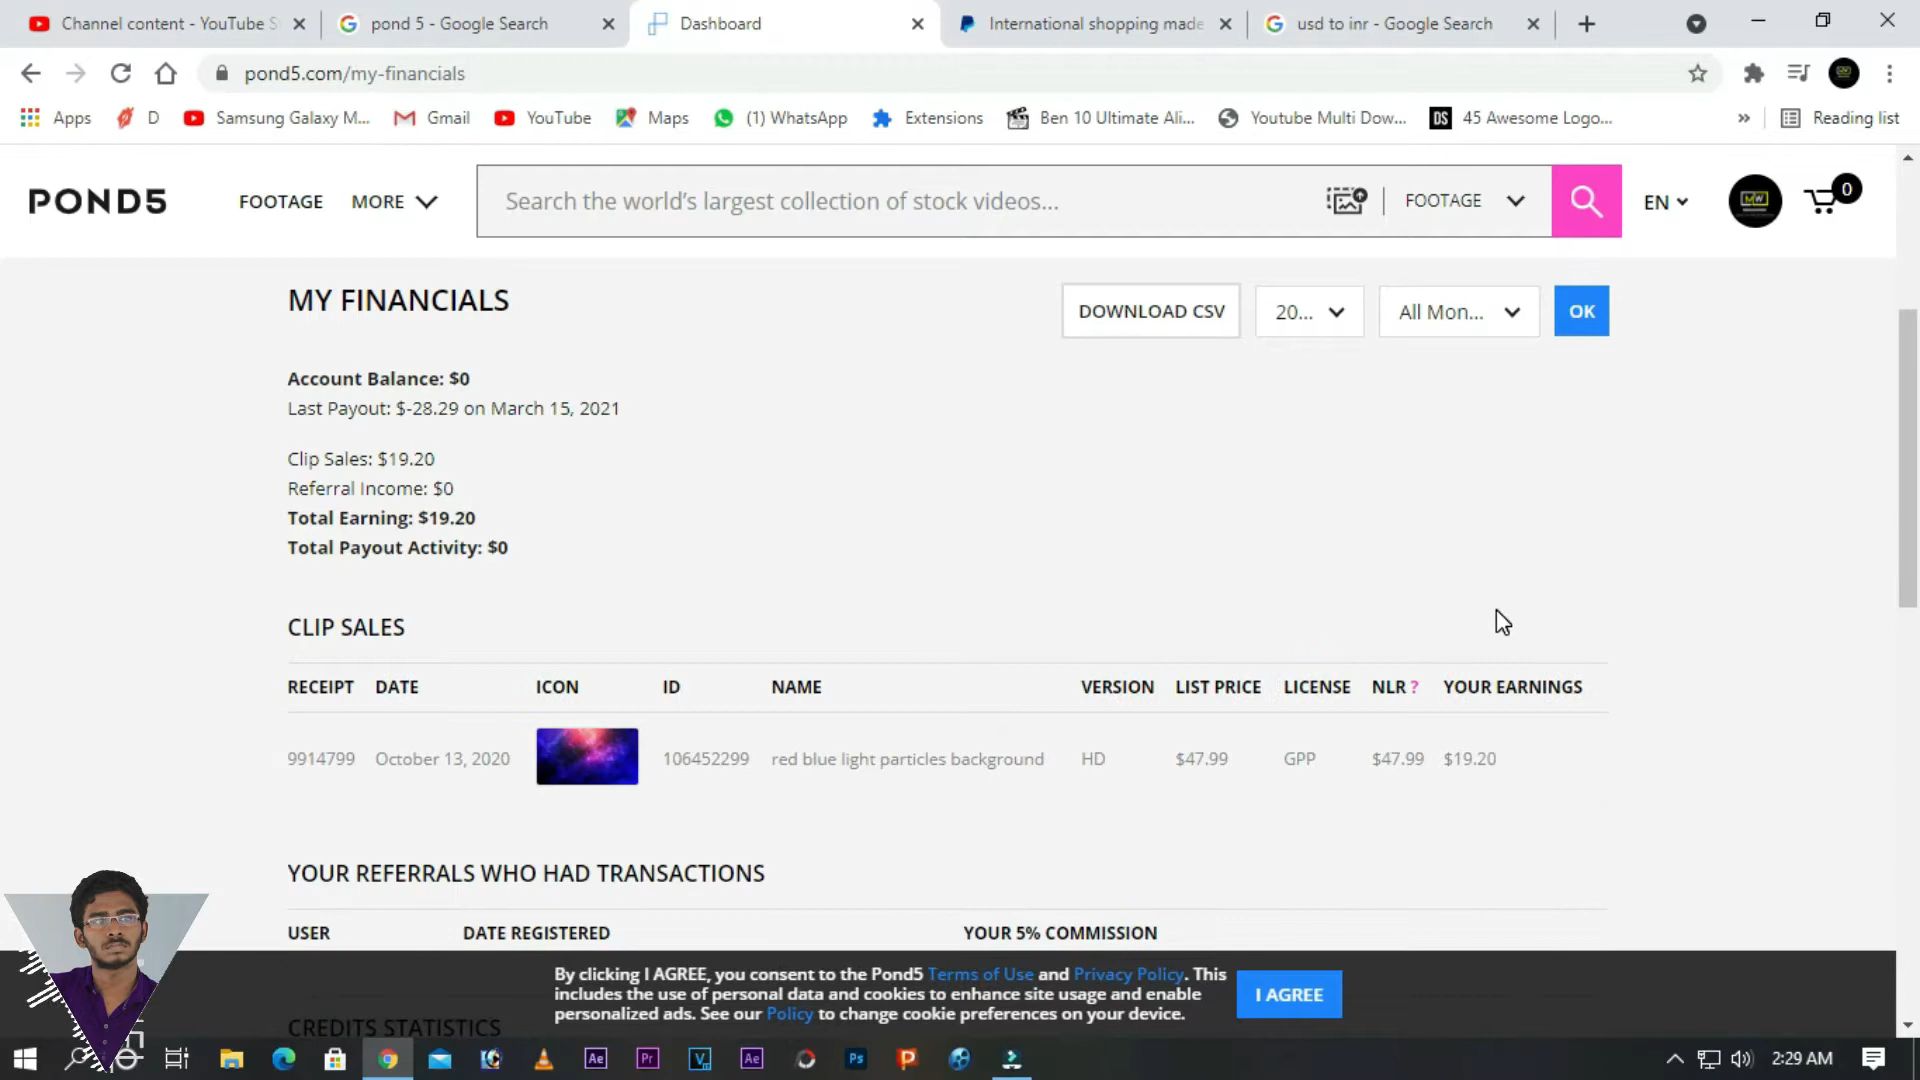 Channel content - YouTube S
pond 5 - Google Search
Dashboard
International shopping made
usd to inr - Google Search
pond5.com/my-financials
Apps
D
Samsung Galaxy M...
Gmail
YouTube
Maps
(1) WhatsApp
Extensions
Ben 10 Ultimate Ali...
Youtube Multi Dow...
DS
45 Awesome Logo...
»
Reading list
POND5
FOOTAGE
MORE
Search the world's largest collection of stock videos...
FOOTAGE
EN
MW
0
MY FINANCIALS
DOWNLOAD CSV
20...
All Mon...
OK
Account Balance: $0
Last Payout: $-28.29 on March 15, 2021
Clip Sales: $19.20
Referral Income: $0
Total Earning: $19.20
Total Payout Activity: $0
CLIP SALES
RECEIPT DATE ICON ID NAME VERSION LIST PRICE LICENSE NLR ? YOUR EARNINGS
9914799 October 13, 2020 106452299 red blue light particles background HD $47.99 GPP $47.99 $19.20
YOUR REFERRALS WHO HAD TRANSACTIONS
USER DATE REGISTERED YOUR 5% COMMISSION
By clicking I AGREE, you consent to the Pond5 Terms of Use and Privacy Policy. This
includes the use of personal data and cookies to enhance site usage and enable
personalized ads. See our Policy to change cookie preferences on your device.
I AGREE
CREDITS STATISTICS
Ae
Pr
V
Ae
Ps
2:29 AM